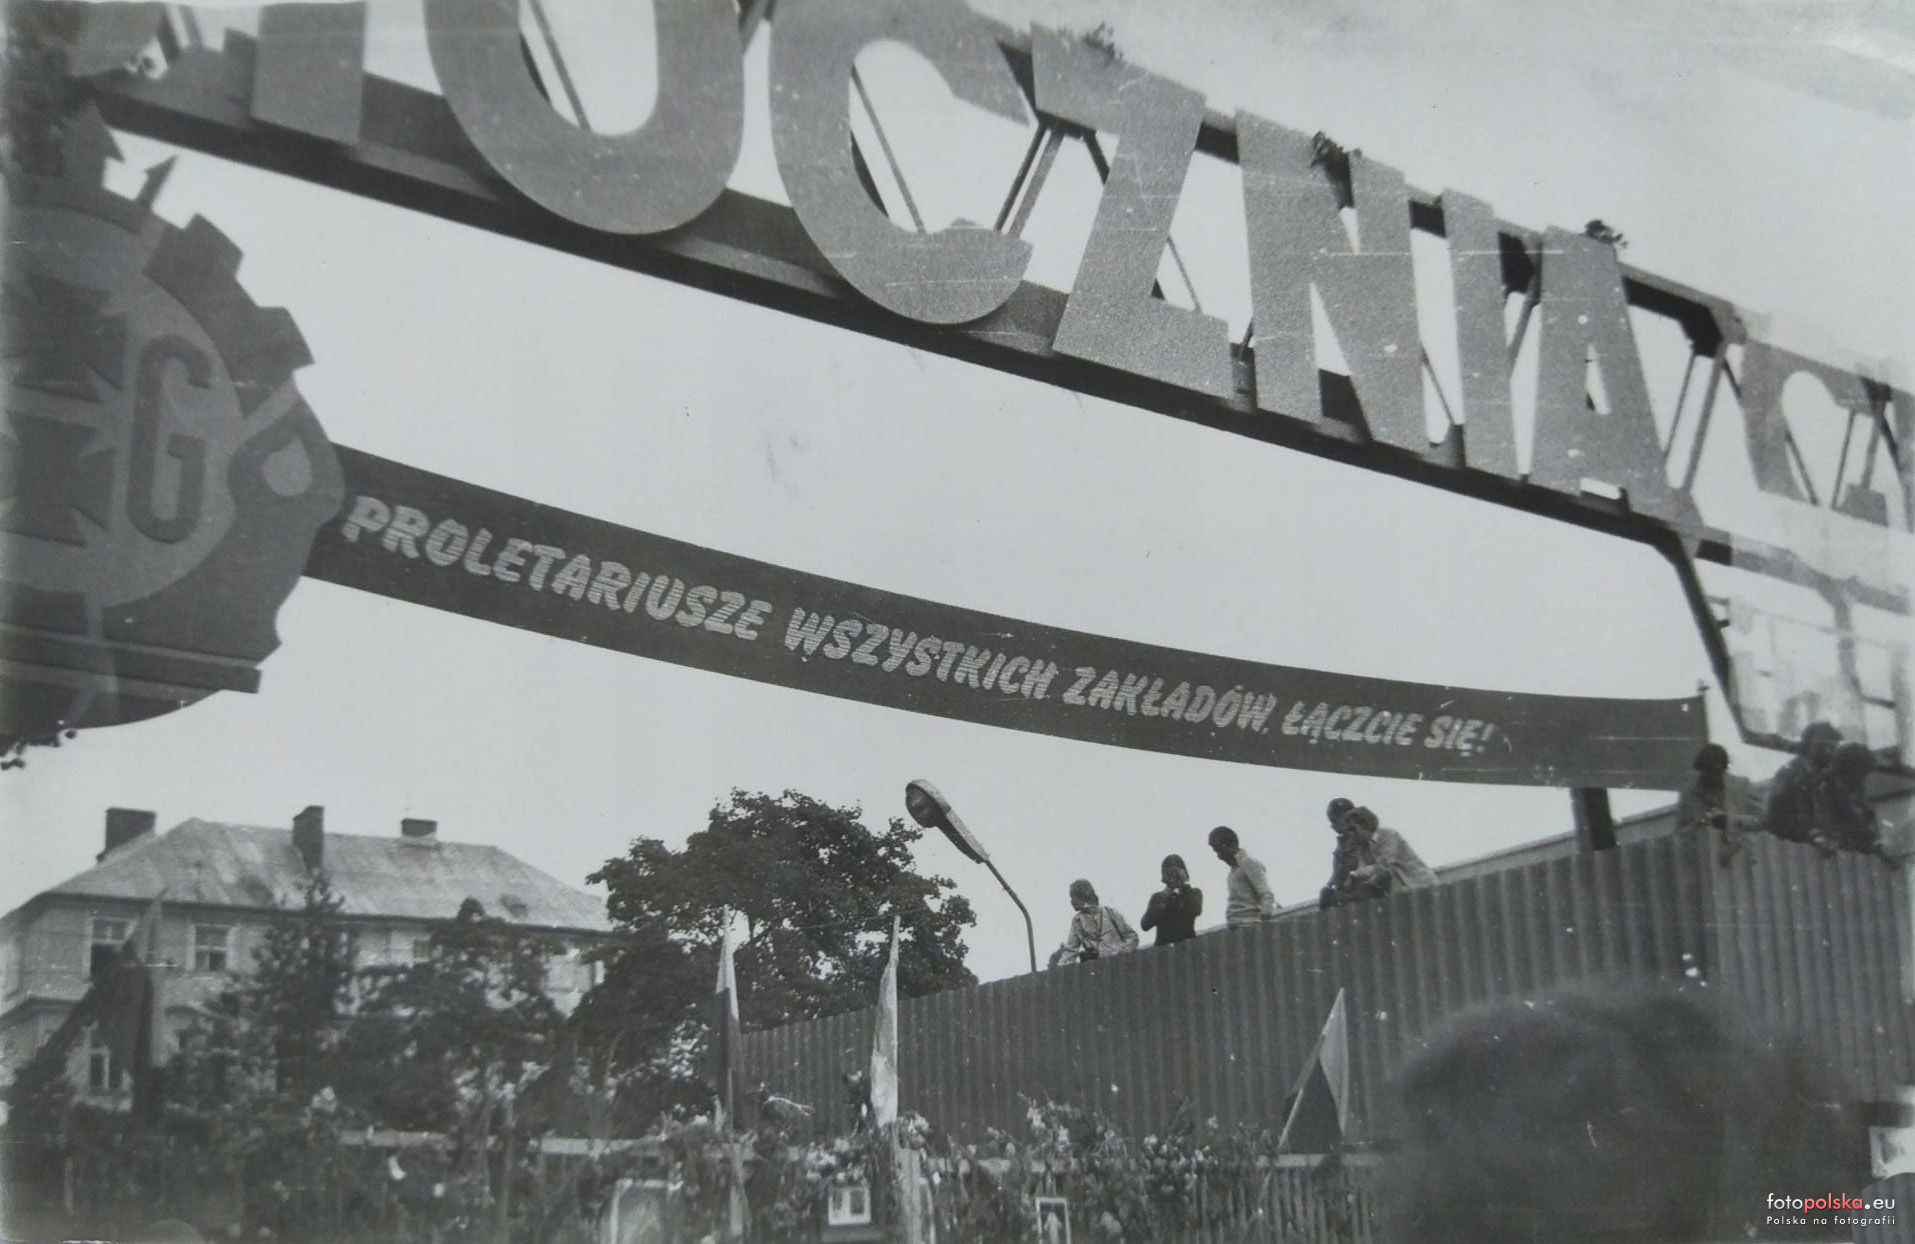 OCZNIA
G
PROLETARIUSZE WSZYSTKICH ZAKŁADÓW, ŁĄCZCIE SIĘ!
fotopolska.eu
Polska na fotografii